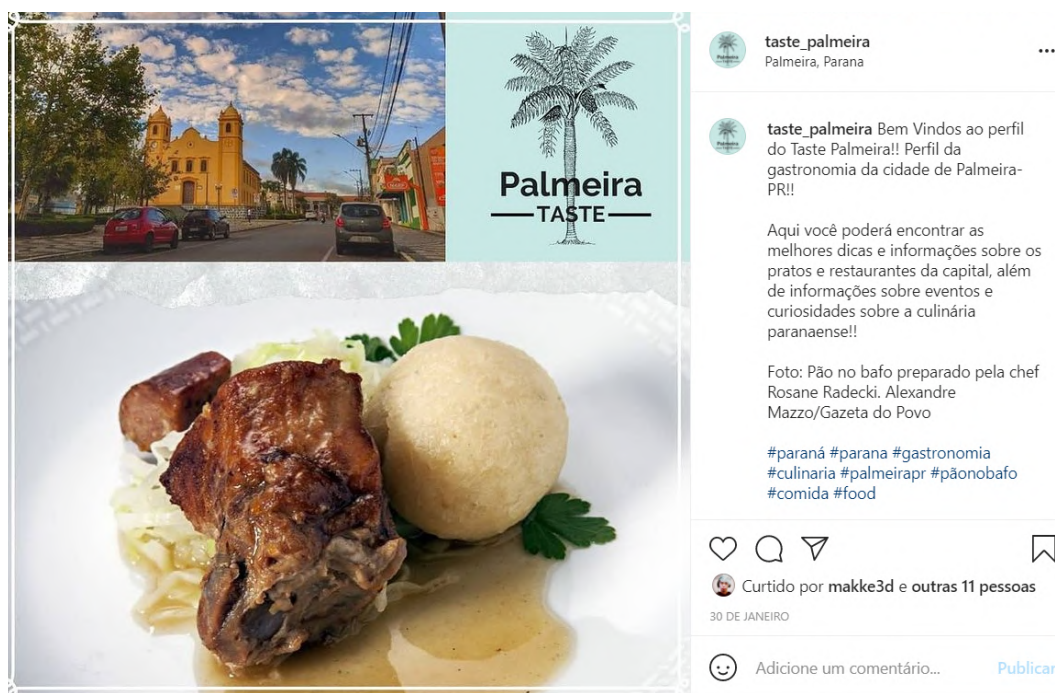 Palmeira
TASTE
taste_palmeira
Palmeira, Parana
taste_palmeira Bem Vindos ao perfil
do Taste Palmeira!! Perfil da
gastronomia da cidade de Palmeira-
PR!!
Aqui você poderá encontrar as
melhores dicas e informações sobre os
pratos e restaurantes da capital, além
de informações sobre eventos e
curiosidades sobre a culinária
paranaense!!
Foto: Pão no bafo preparado pela chef
Rosane Radecki. Alexandre
Mazzo/Gazeta do Povo
#paraná #parana #gastronomia
#culinaria #palmeirapr #pãonobafo
#comida #food
Curtido por makke3d e outras 11 pessoas
30 DE JANEIRO
Adicione um comentário... Publicar